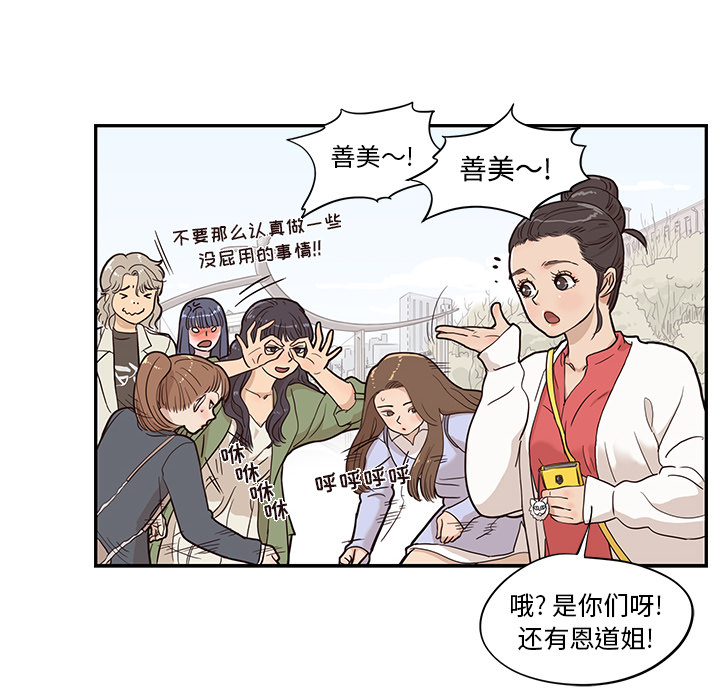 善美～!
善美～!
不要那么认真做一些
没屁用的事情!!
咻
咻
咻
咻
呼呼呼呼
哦? 是你们呀!
还有恩道姐!